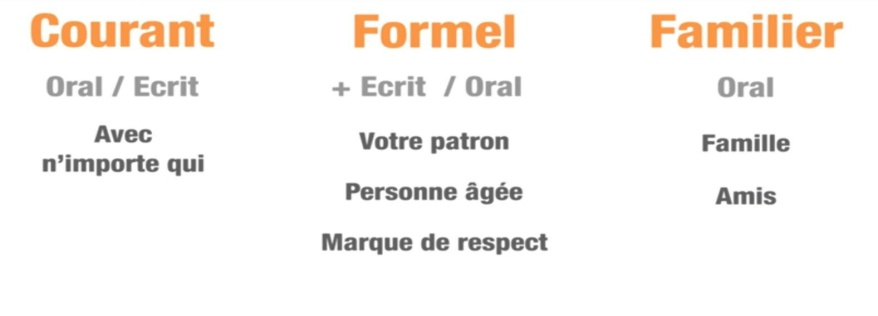 Courant
Oral / Ecrit
Avec
n'importe qui
Formel
+ Ecrit / Oral
Votre patron
Personne âgée
Marque de respect
Familier
Oral
Famille
Amis